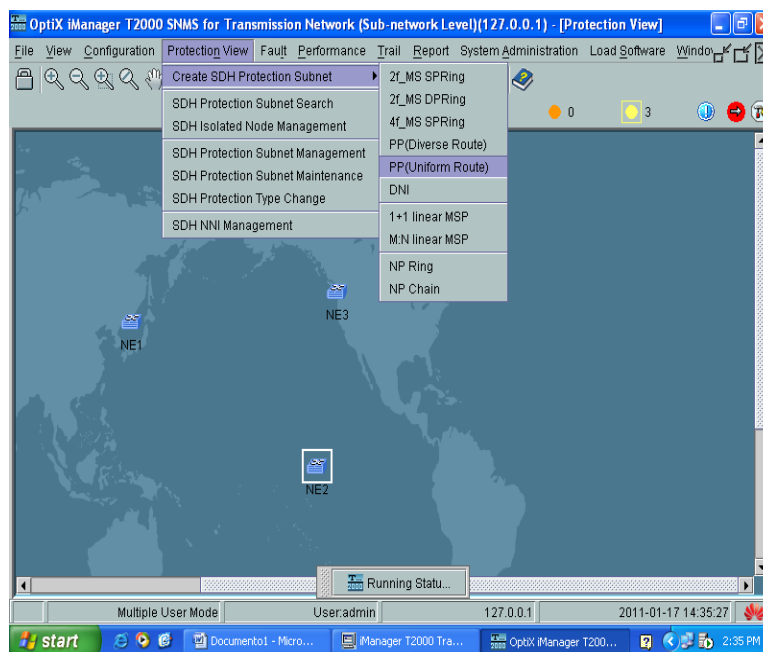 OptiX iManager T2000 SNMS for Transmission Network (Sub-network Level)(127.0.0.1) - [Protection View]
File View Configuration Protection View Fault Performance Trail Report System Administration Load Software Windo
Create SDH Protection Subnet
SDH Protection Subnet Search
SDH Isolated Node Management
SDH Protection Subnet Management
SDH Protection Subnet Maintenance
SDH Protection Type Change
SDH NNI Management
2f_MS SPRing
2f_MS DPRing
4f_MS SPRing
PP(Diverse Route)
PP(Uniform Route)
DNI
1+1 linear MSP
M:N linear MSP
NP Ring
NP Chain
0 3
NE3
NE1
NE2
Running Statu...
Multiple User Mode User:admin 127.0.0.1 2011-01-17 14:35:27
start Documento1 - Micro... iManager T2000 Tra... OptiX iManager T200... 2:35 PM